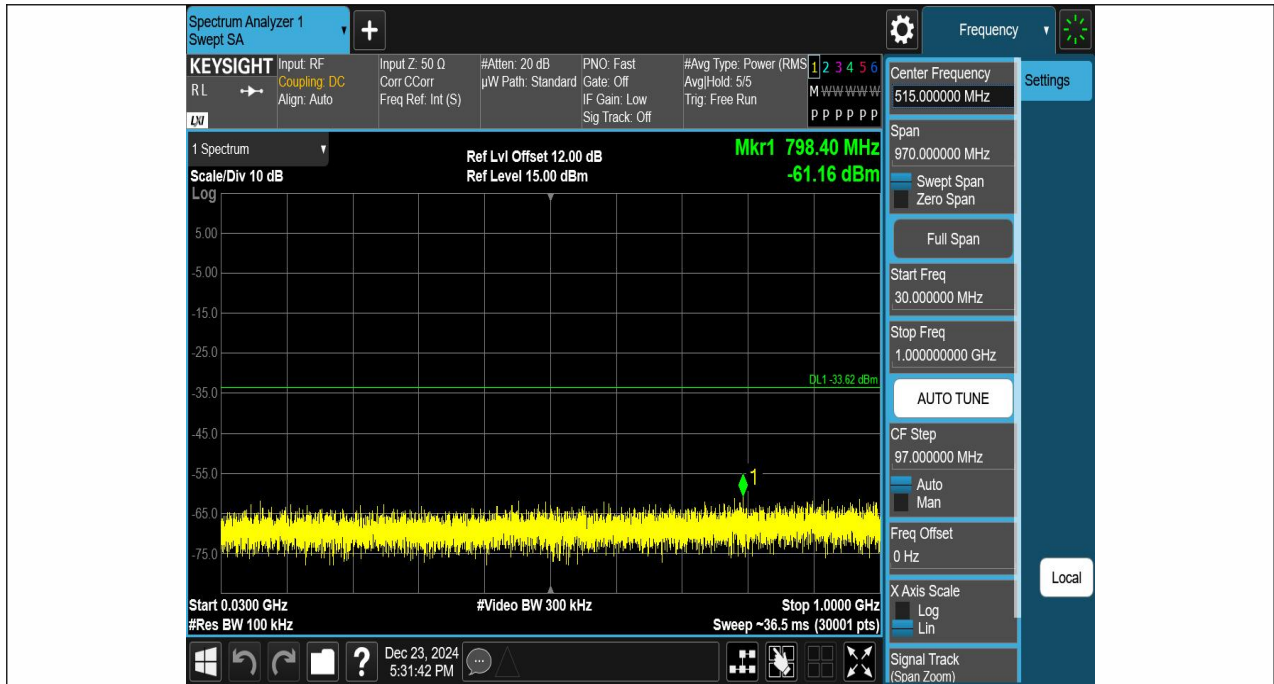 Spectrum Analyzer 1
Swept SA
+
Frequency
KEYSIGHT
R L
LXI
Input: RF
Coupling: DC
Align: Auto
Input Z: 50 Ω
Corr CCorr
Freq Ref: Int (S)
#Atten: 20 dB
µW Path: Standard
PNO: Fast
Gate: Off
IF Gain: Low
Sig Track: Off
#Avg Type: Power (RMS
Avg|Hold: 5/5
Trig: Free Run
1 2 3 4 5 6
M W W W W W
P P P P P P
1 Spectrum
Scale/Div 10 dB
Ref Lvl Offset 12.00 dB
Ref Level 15.00 dBm
Mkr1 798.40 MHz
-61.16 dBm
Log
5.00
-5.00
-15.0
-25.0
-35.0
-45.0
-55.0
-65.0
-75.0
DL1 -33.62 dBm
1
Start 0.0300 GHz
#Res BW 100 kHz
#Video BW 300 kHz
Stop 1.0000 GHz
Sweep ~36.5 ms (30001 pts)
Center Frequency
515.000000 MHz
Span
970.000000 MHz
Swept Span
Zero Span
Full Span
Start Freq
30.000000 MHz
Stop Freq
1.000000000 GHz
AUTO TUNE
CF Step
97.000000 MHz
Auto
Man
Freq Offset
0 Hz
X Axis Scale
Log
Lin
Signal Track
(Span Zoom)
Settings
Local
?
Dec 23, 2024
5:31:42 PM